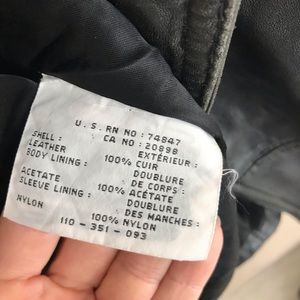 U. S. RN NO : 74847
CA NO : 20898
SHELL : EXTÉRIEUR :
LEATHER 100% CUIR
BODY LINING : DOUBLURE
DE CORPS :
ACETATE 100% ACÉTATE
SLEEVE LINING : DOUBLURE
DES MANCHES :
NYLON 100% NYLON
110 - 351 - 093